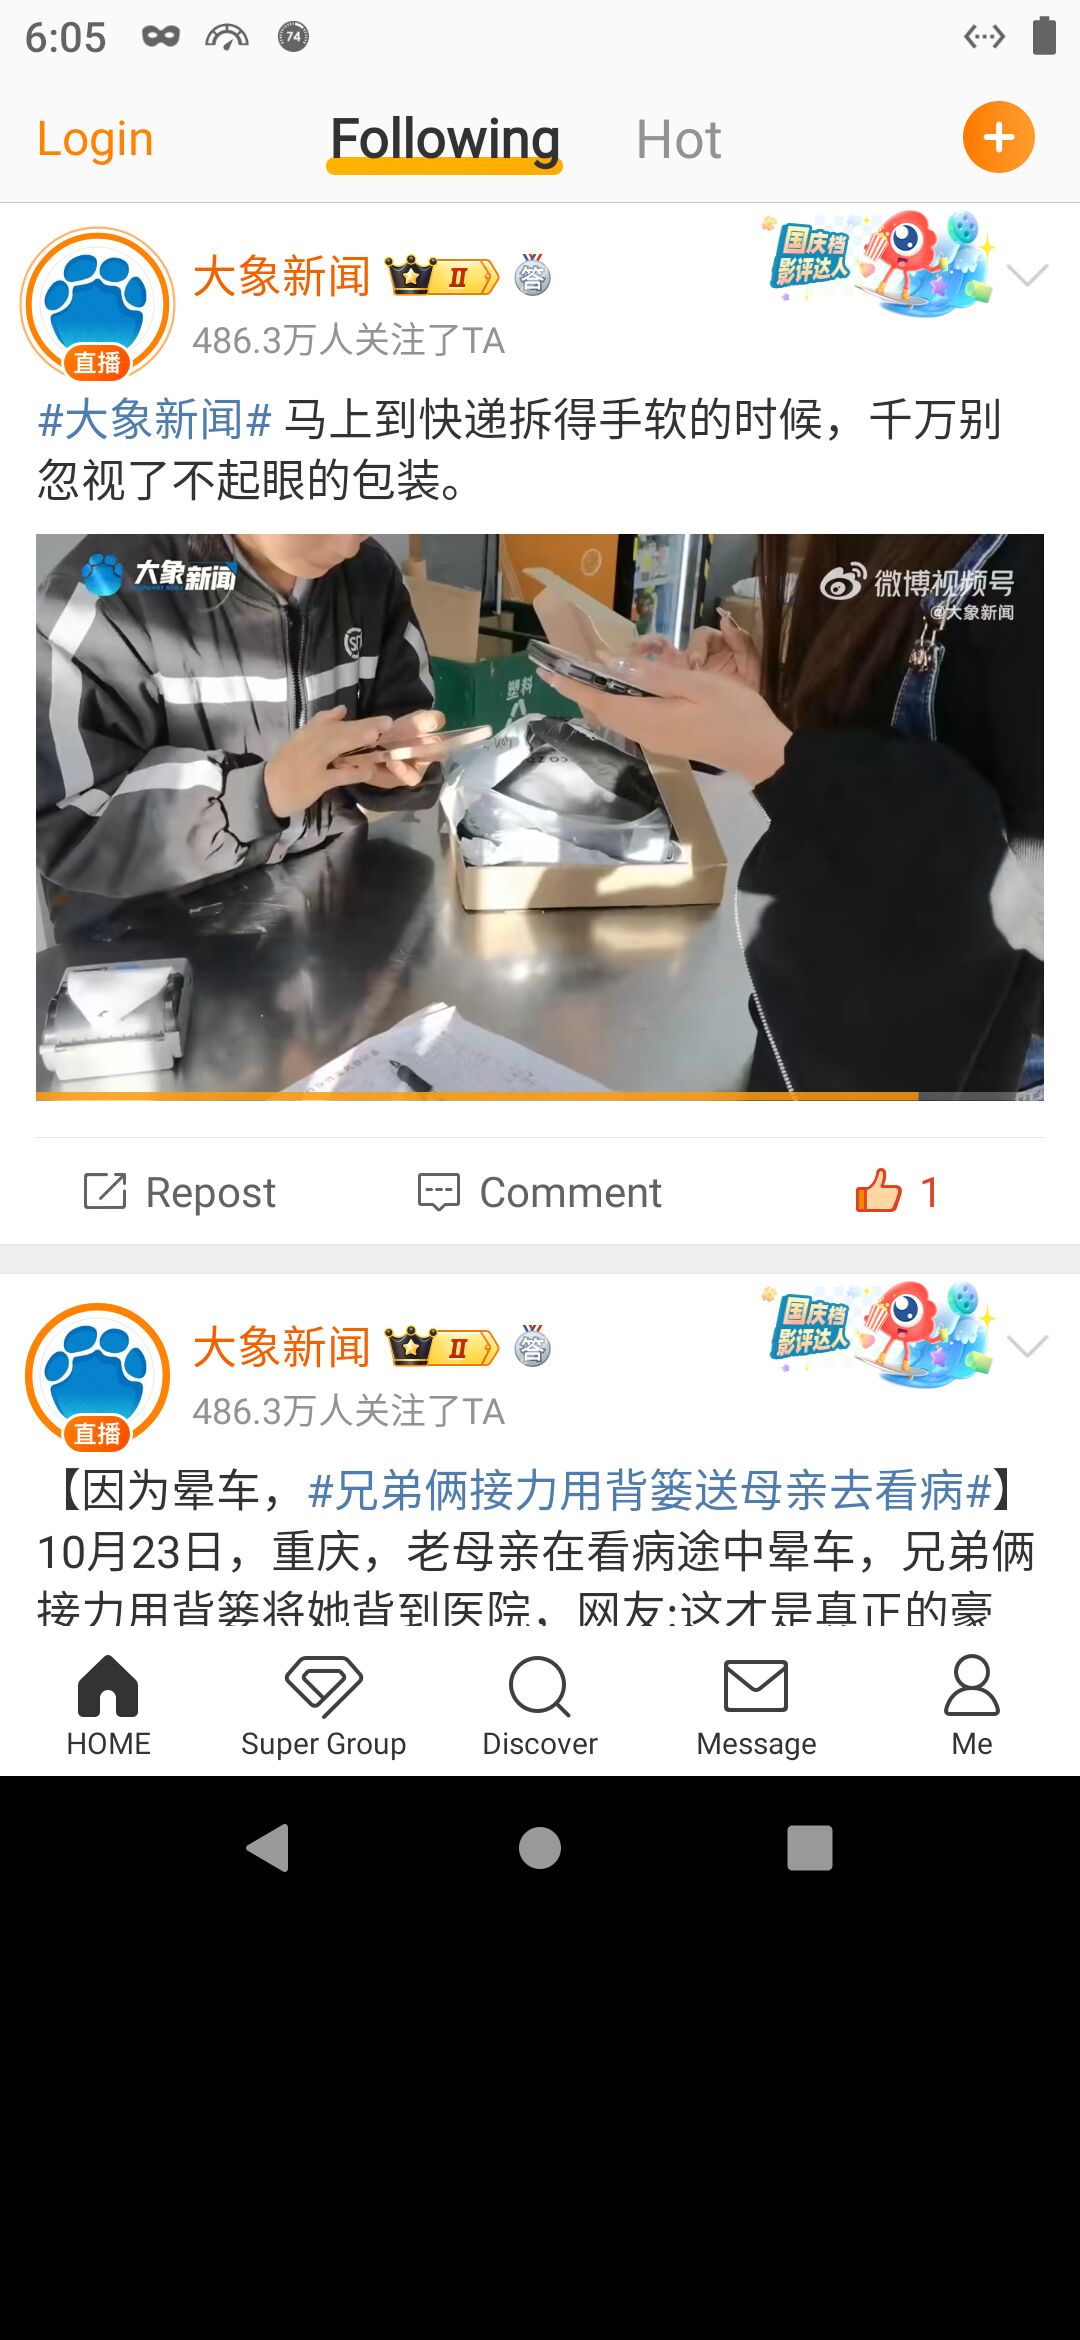 6:05
74
Login
Following
Hot
大象新闻
II
答
国庆档
影评达人
486.3万人关注了TA
直播
#大象新闻# 马上到快递拆得手软的时候，千万别
忽视了不起眼的包装。
大象新闻
微博视频号
@大象新闻
塑料
Repost
Comment
1
大象新闻
II
答
国庆档
影评达人
486.3万人关注了TA
直播
【因为晕车，#兄弟俩接力用背篓送母亲去看病#】
10月23日，重庆，老母亲在看病途中晕车，兄弟俩
接力用背篓将她背到医院，网友:这才是真正的豪
HOME
Super Group
Discover
Message
Me